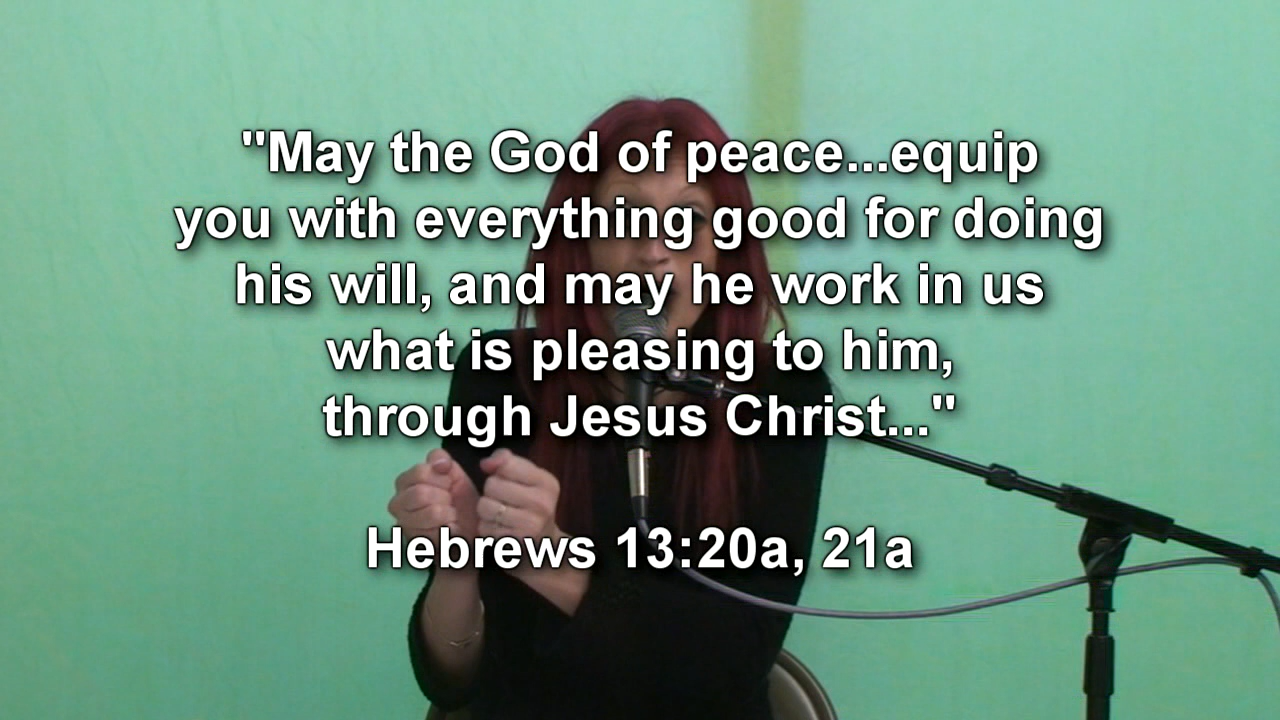 "May the God of peace...equip
you with everything good for doing
his will, and may he work in us
what is pleasing to him,
through Jesus Christ..."
Hebrews 13:20a, 21a